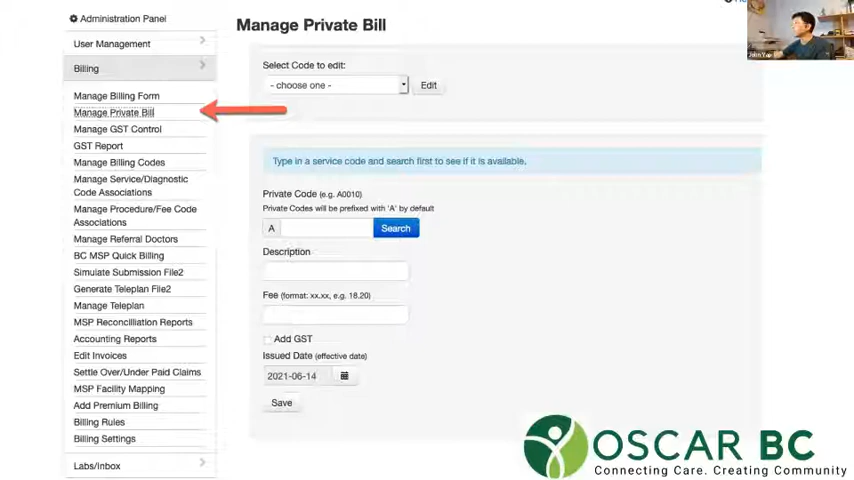 Administration Panel
User Management
Billing
Manage Billing Form
Manage Private Bill
Manage GST Control
GST Report
Manage Billing Codes
Manage Service/Diagnostic
Code Associations
Manage Procedure/Fee Code
Associations
Manage Referral Doctors
BC MSP Quick Billing
Simulate Submission File2
Generate Teleplan File2
Manage Teleplan
MSP Reconcilliation Reports
Accounting Reports
Edit Invoices
Settle Over/Under Paid Claims
MSP Facility Mapping
Add Premium Billing
Billing Rules
Billing Settings
Labs/Inbox
Manage Private Bill
Select Code to edit:
- choose one -
Edit
Type in a service code and search first to see if it is available.
Private Code (e.g. A0010)
Private Codes will be prefixed with 'A' by default
A
Search
Description
Fee (format: xx.xx, e.g. 18.20)
Add GST
Issued Date (effective date)
2021-06-14
Save
John Yap
OSCAR BC
Connecting Care. Creating Community